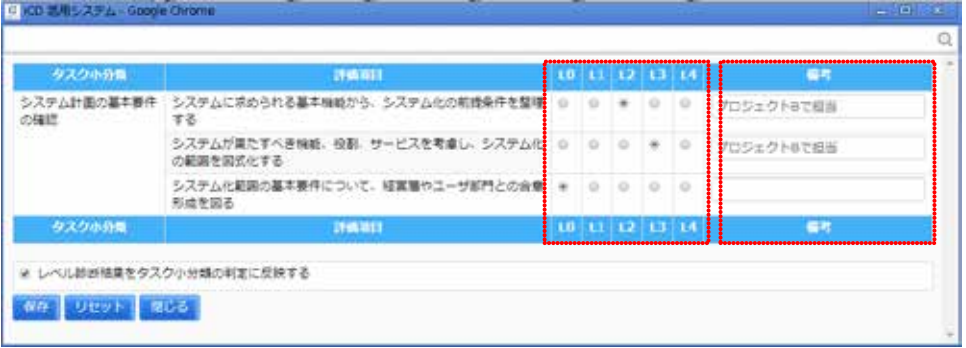 iCD 活用システム - Google Chrome
タスク小分類 評価項目 L0 L1 L2 L3 L4 備考
システム計画の基本要件の確認
システムに求められる基本機能から、システム化の前提条件を整理
する
プロジェクトBで担当
システムが果たすべき機能、役割、サービスを考慮し、システム化
の範囲を図式化する
プロジェクトBで担当
システム化範囲の基本要件について、経営層やユーザ部門との合意
形成を図る
タスク小分類 評価項目 L0 L1 L2 L3 L4 備考
レベル診断結果をタスク小分類の判定に反映する
保存 リセット 閉じる